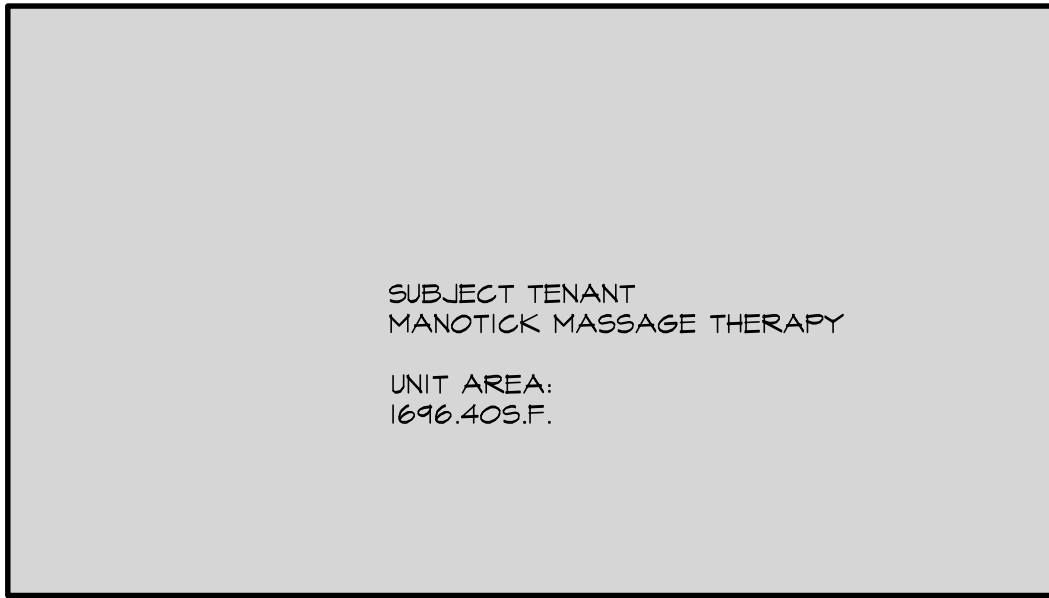 SUBJECT TENANT
MANOTICK MASSAGE THERAPY
UNIT AREA:
1696.40S.F.